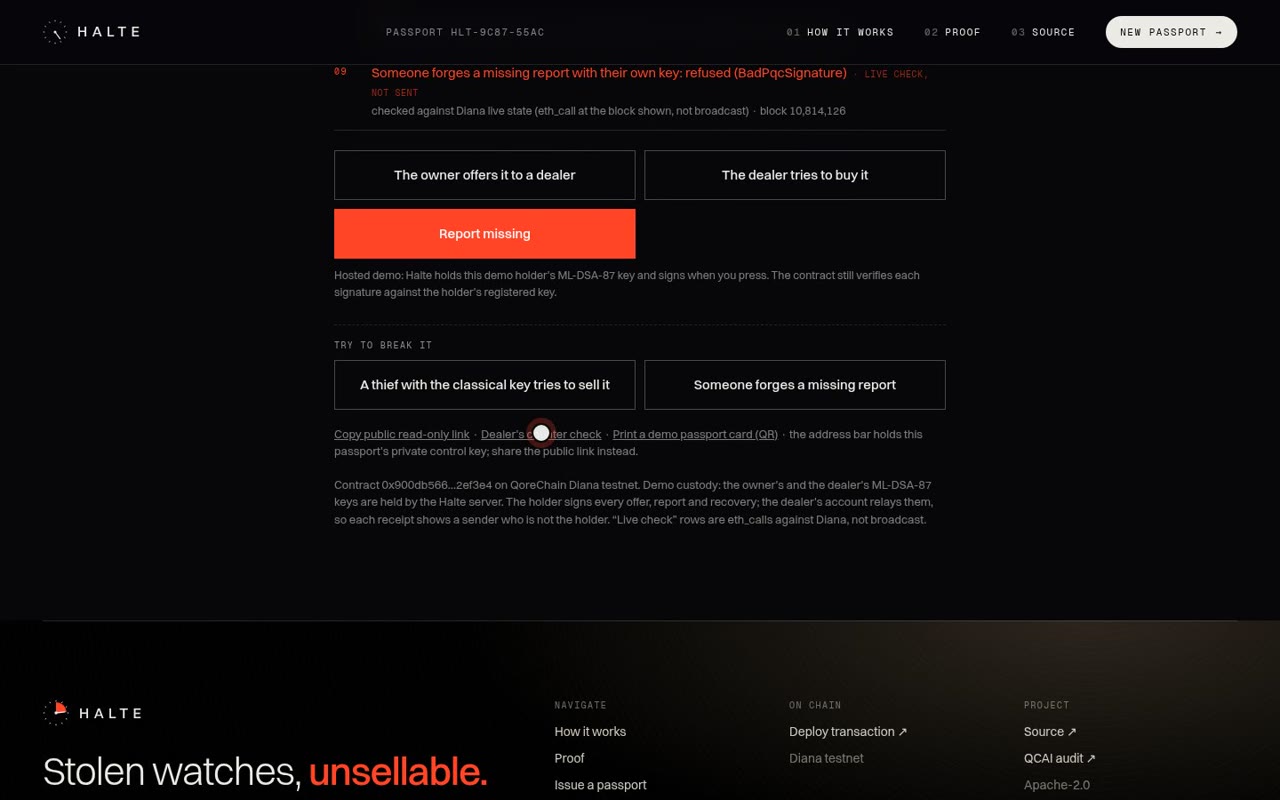 HALTE
PASSPORT HLT-9C87-55AC
01 HOW IT WORKS
02 PROOF
03 SOURCE
NEW PASSPORT →
09 Someone forges a missing report with their own key: refused (BadPqcSignature) · LIVE CHECK,
NOT SENT
checked against Diana live state (eth_call at the block shown, not broadcast) · block 10,814,126
The owner offers it to a dealer
The dealer tries to buy it
Report missing
Hosted demo: Halte holds this demo holder's ML-DSA-87 key and signs when you press. The contract still verifies each
signature against the holder's registered key.
TRY TO BREAK IT
A thief with the classical key tries to sell it
Someone forges a missing report
Copy public read-only link · Dealer's check · Print a demo passport card (QR) · the address bar holds this
passport's private control key; share the public link instead.
Contract 0x900db566…2ef3e4 on QoreChain Diana testnet. Demo custody: the owner's and the dealer's ML-DSA-87
keys are held by the Halte server. The holder signs every offer, report and recovery; the dealer's account relays them,
so each receipt shows a sender who is not the holder. “Live check” rows are eth_calls against Diana, not broadcast.
HALTE
Stolen watches, unsellable.
NAVIGATE
How it works
Proof
Issue a passport
ON CHAIN
Deploy transaction ↗
Diana testnet
PROJECT
Source ↗
QCAI audit ↗
Apache-2.0